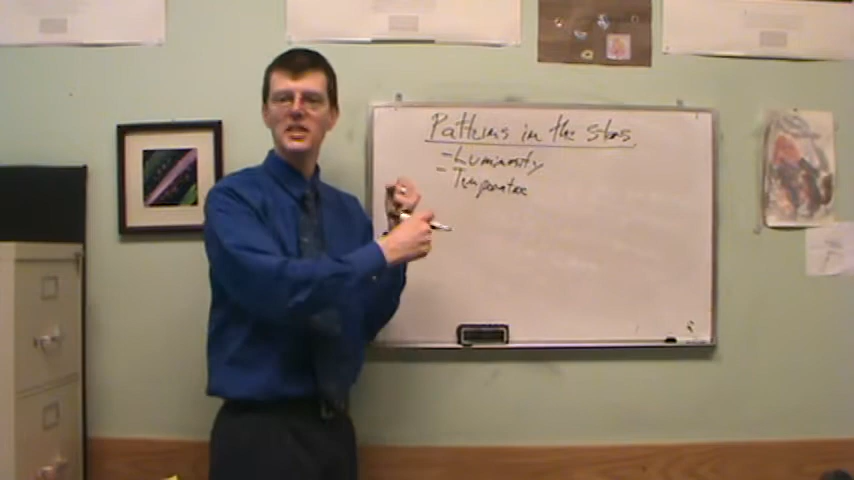 Patterns in the stars
- Luminosity
- Temperature